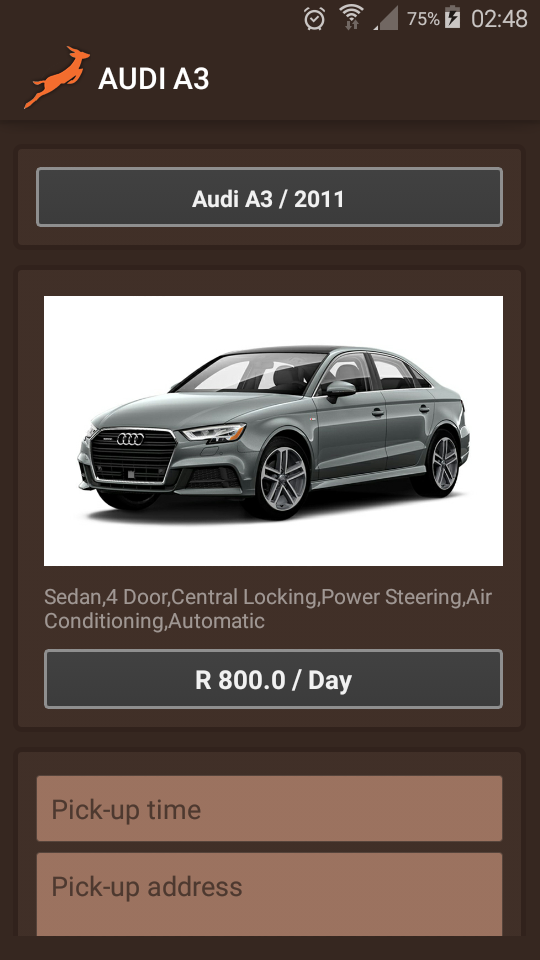 75% 02:48
AUDI A3
Audi A3 / 2011
Sedan,4 Door,Central Locking,Power Steering,Air
Conditioning,Automatic
R 800.0 / Day
Pick-up time
Pick-up address